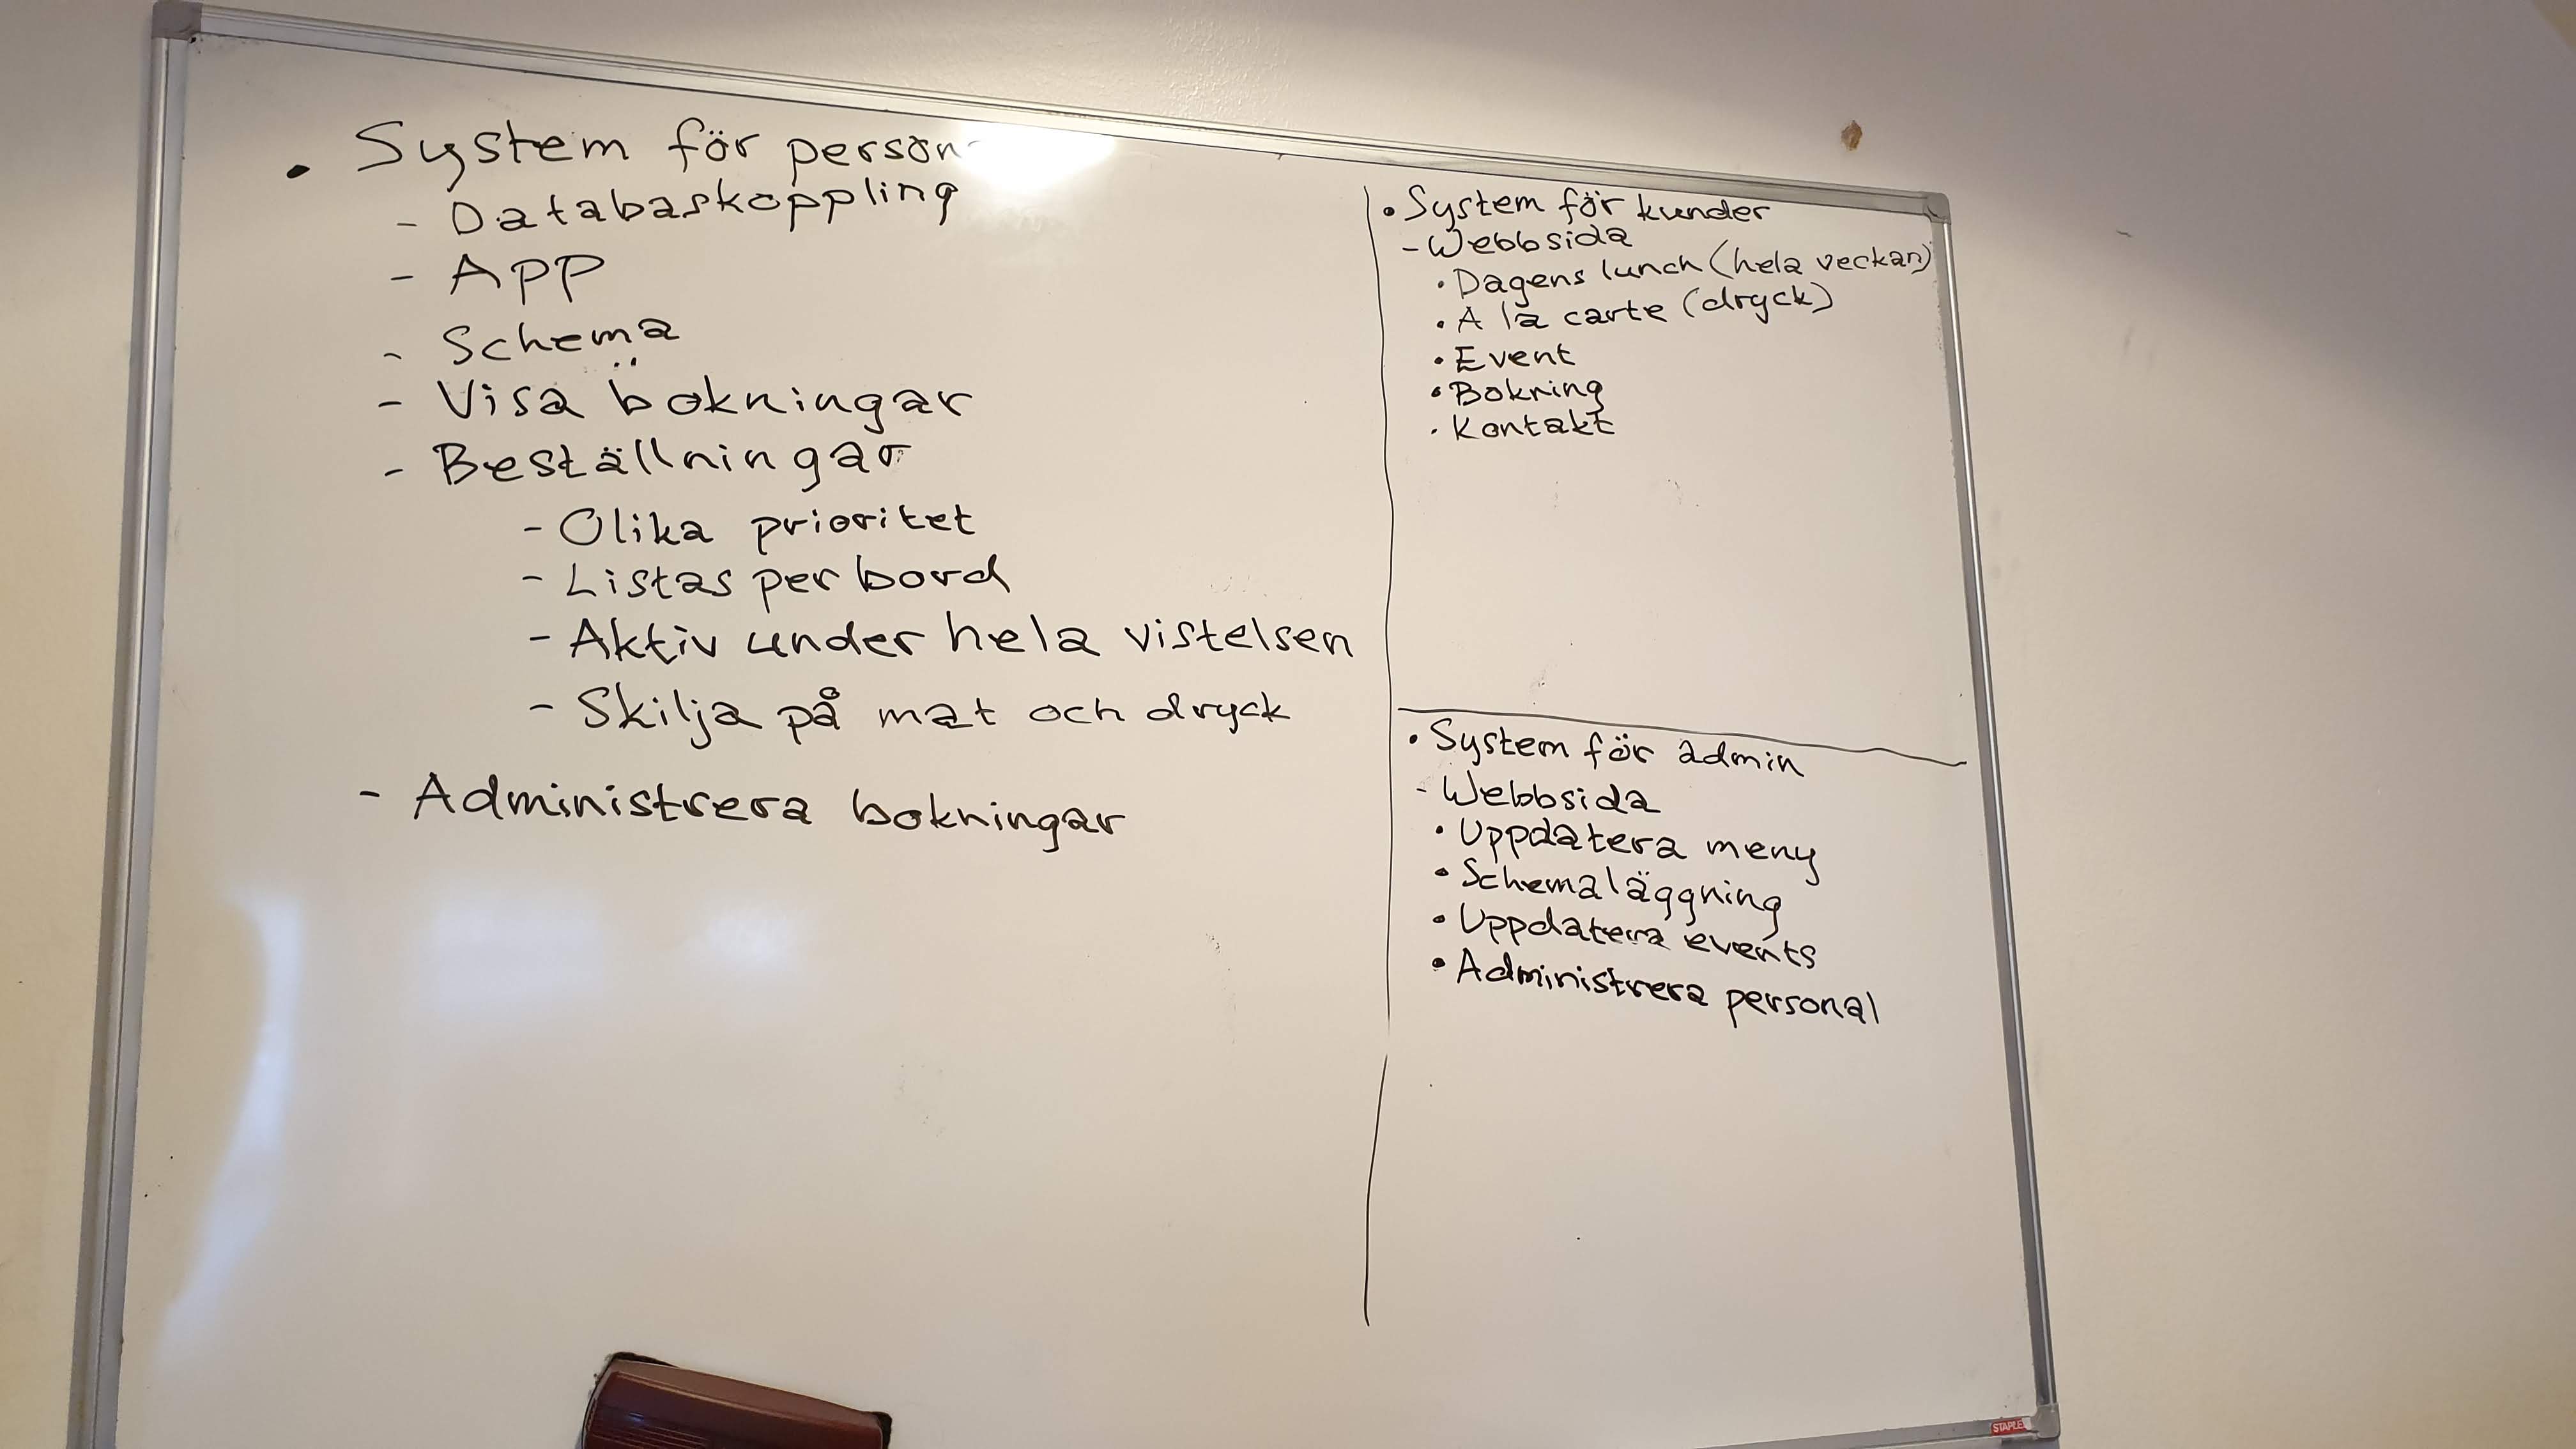 • System för person
- Databaskoppling
- App
- Schema
- Visa bokningar
- Beställningar
- Olika prioritet
- Listas per bord
- Aktiv under hela vistelsen
- Skilja på mat och dryck
- Administrera bokningar
• System för kunder
- Webbsida
• Dagens lunch (hela veckan)
• A la carte (dryck)
• Event
• Bokning
• Kontakt
• System för admin
- Webbsida
• Uppdatera meny
• Schemaläggning
• Uppdatera events
• Administrera personal
STAPLES